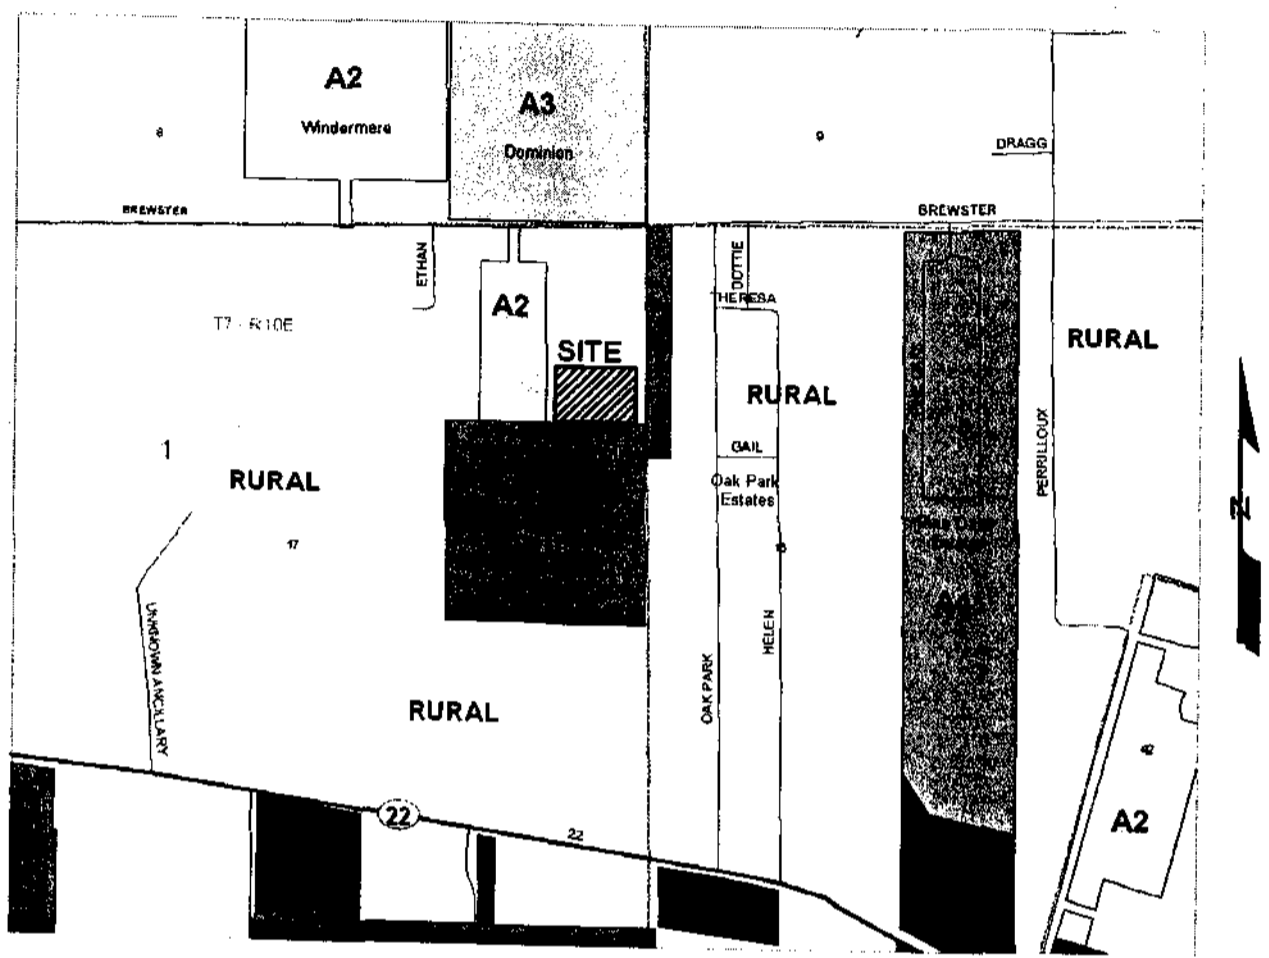 A2
Windermere
A3
Dominion
8
9
DRAGG
BREWSTER
BREWSTER
ETHAN
DOTTIE
THERESA
A2
T7 - R10E
SITE
RURAL
RURAL
PERRILLOUX
GAIL
Oak Park
Estates
1
RURAL
17
N
A4
UNKNOWN ANCILLARY
HELEN
OAK PARK
RURAL
42
A2
22
22